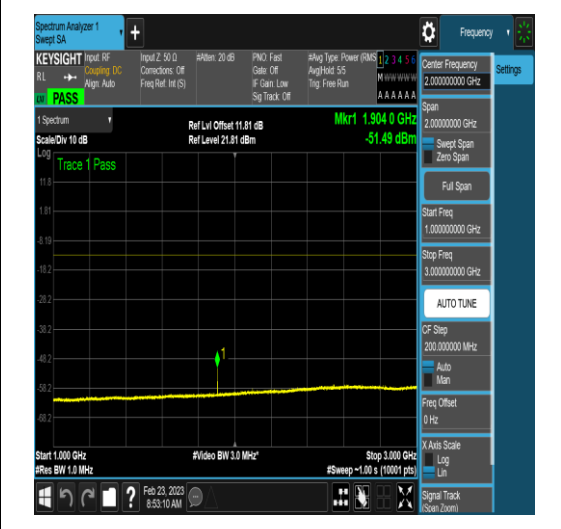 Spectrum Analyzer 1
Swept SA
+
Frequency
KEYSIGHT
Input: RF
Coupling: DC
Align: Auto
RL
PASS
Input Z: 50 Ω
Corrections: Off
Freq Ref: Int (S)
#Atten: 20 dB
PNO: Fast
Gate: Off
IF Gain: Low
Sig Track: Off
#Avg Type: Power (RMS
Avg|Hold: 5/5
Trig: Free Run
1 2 3 4 5 6
M W W W W W
A A A A A A
1 Spectrum
Scale/Div 10 dB
Log
Ref Lvl Offset 11.81 dB
Ref Level 21.81 dBm
Mkr1 1.904 0 GHz
-51.49 dBm
Trace 1 Pass
11.8
1.81
-8.19
-18.2
-28.2
-38.2
-48.2
-58.2
-68.2
1
Start 1.000 GHz
#Res BW 1.0 MHz
#Video BW 3.0 MHz*
Stop 3.000 GHz
#Sweep ~1.00 s (10001 pts)
Center Frequency
2.000000000 GHz
Settings
Span
2.00000000 GHz
Swept Span
Zero Span
Full Span
Start Freq
1.000000000 GHz
Stop Freq
3.000000000 GHz
AUTO TUNE
CF Step
200.000000 MHz
Auto
Man
Freq Offset
0 Hz
X Axis Scale
Log
Lin
Signal Track
(Span Zoom)
?
Feb 23, 2023
8:53:10 AM